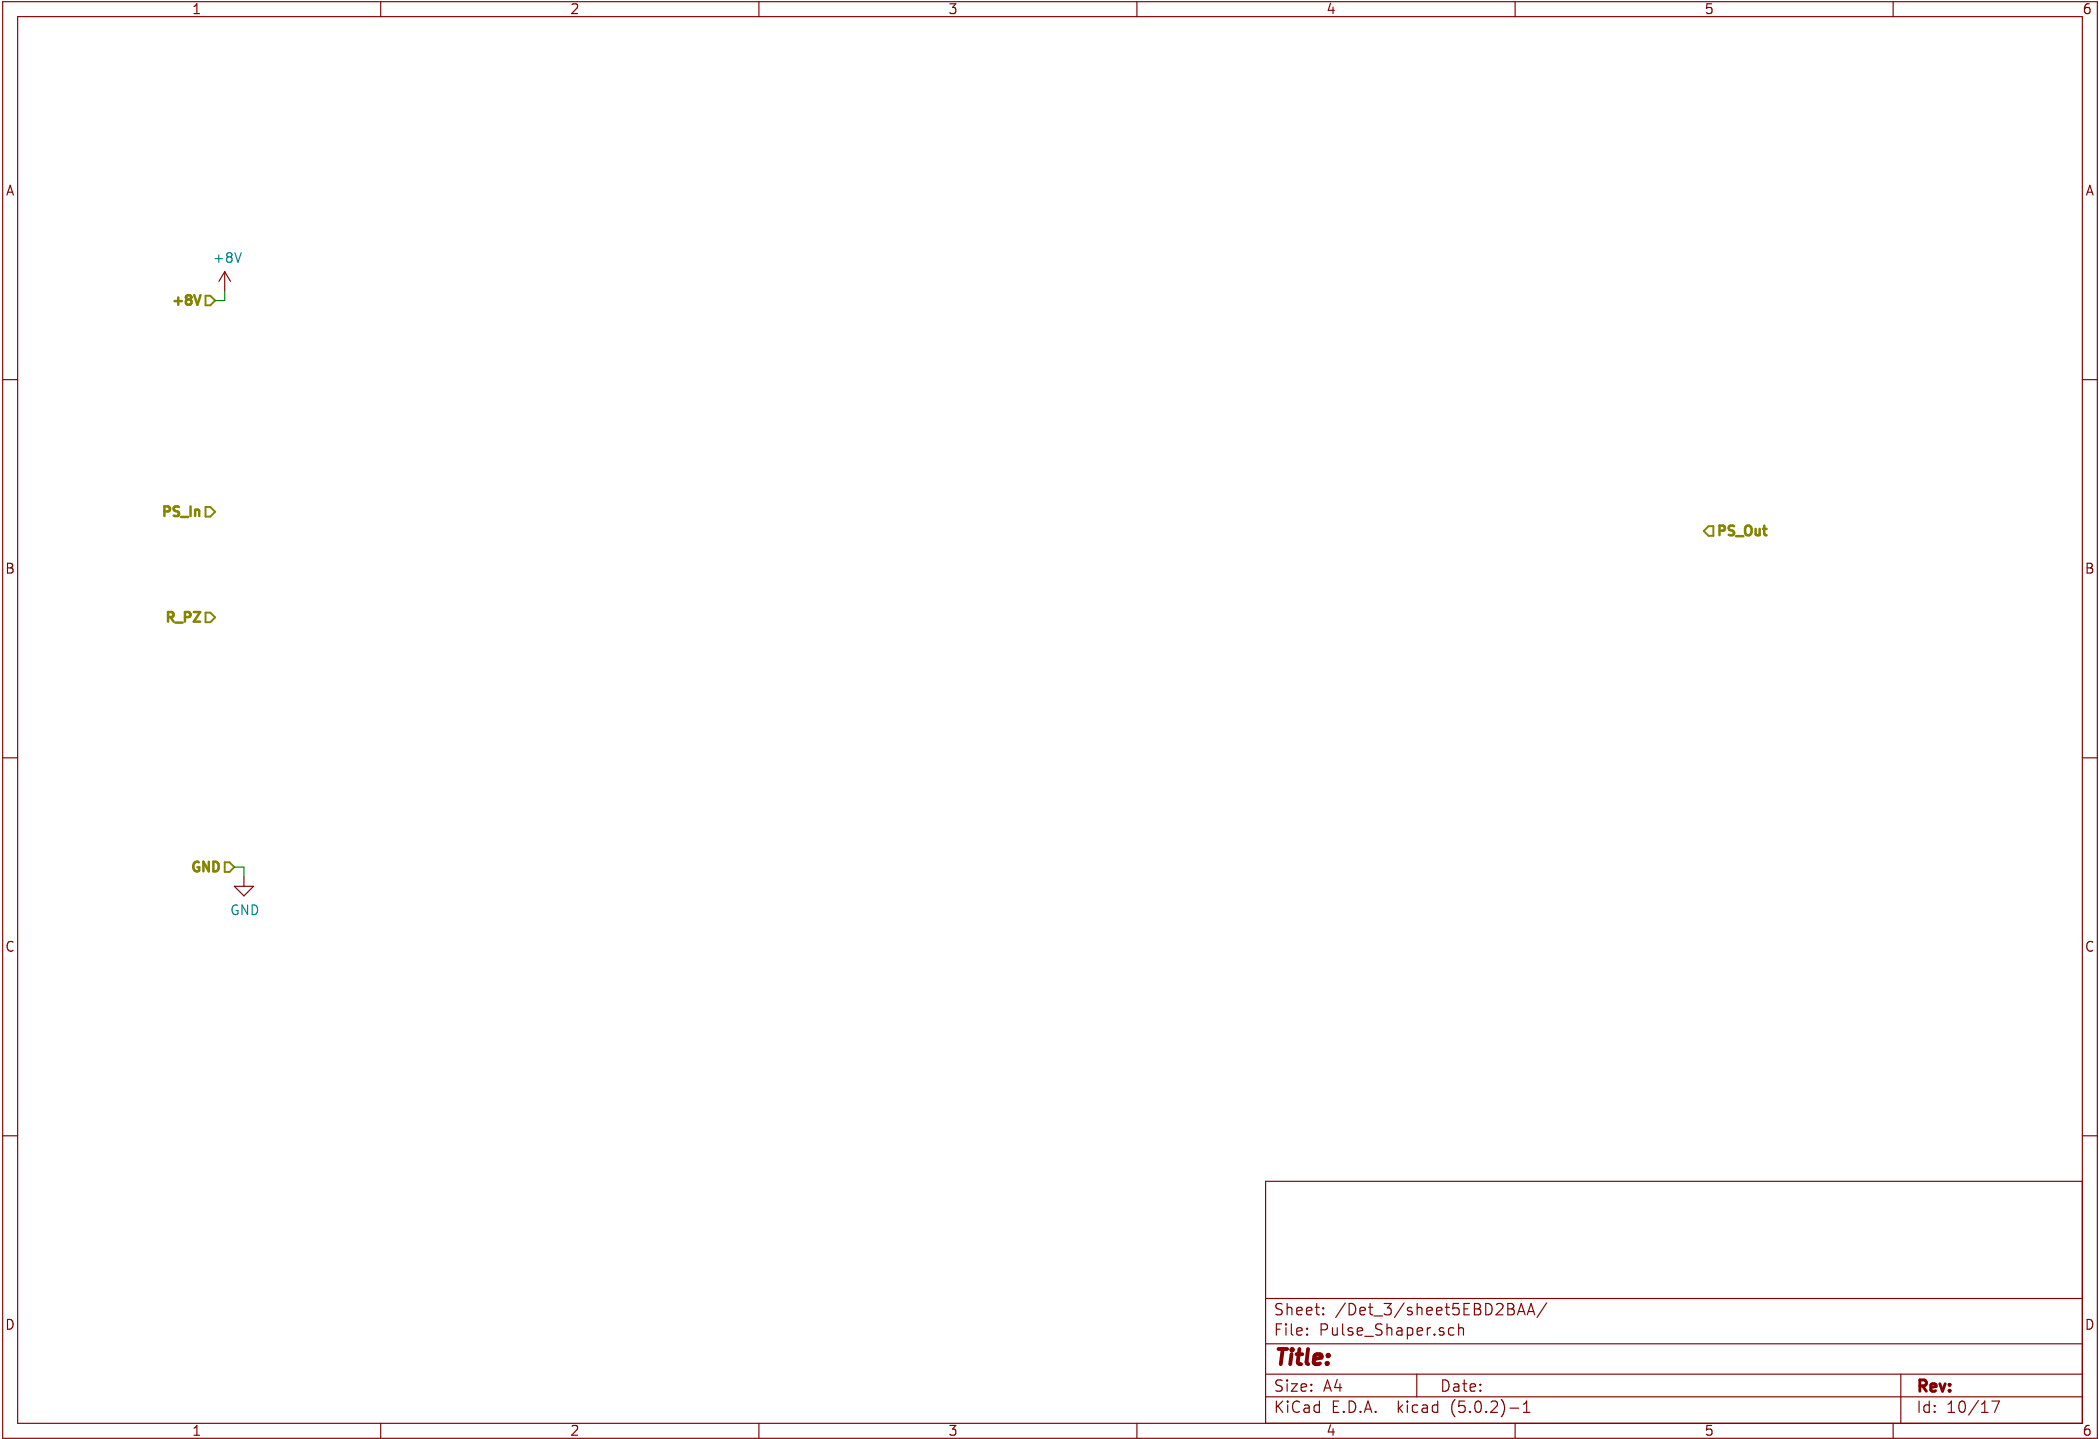 1 2 3 4 5 6
A A
+8V
+8V
PS_In
PS_Out
B B
R_PZ
GND
GND
C C
Sheet: /Det_3/sheet5EBD2BAA/
File: Pulse_Shaper.sch
D D
Title:
Size: A4 Date: Rev:
KiCad E.D.A. kicad (5.0.2)-1 Id: 10/17
1 2 3 4 5 6